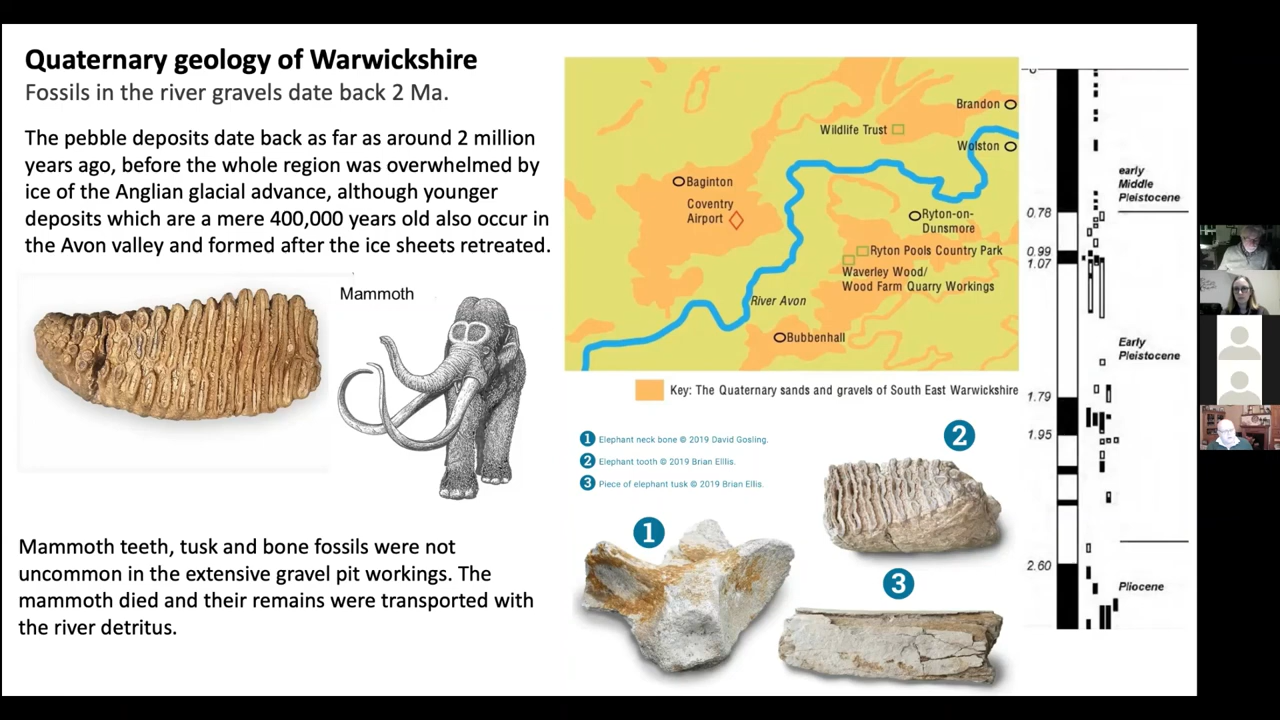 Quaternary geology of Warwickshire
Fossils in the river gravels date back 2 Ma.
The pebble deposits date back as far as around 2 million
years ago, before the whole region was overwhelmed by
ice of the Anglian glacial advance, although younger
deposits which are a mere 400,000 years old also occur in
the Avon valley and formed after the ice sheets retreated.
Mammoth
Mammoth teeth, tusk and bone fossils were not
uncommon in the extensive gravel pit workings. The
mammoth died and their remains were transported with
the river detritus.
Brandon
Wildlife Trust
Wolston
Baginton
Coventry
Airport
Ryton-on-
Dunsmore
Ryton Pools Country Park
Waverley Wood/
Wood Farm Quarry Workings
River Avon
Bubbenhall
Key: The Quaternary sands and gravels of South East Warwickshire
1 Elephant neck bone © 2019 David Gosling.
2 Elephant tooth © 2019 Brian Elllis.
3 Piece of elephant tusk © 2019 Brian Ellis.
1
2
3
early
Middle
Pleistocene
0.78
0.99
1.07
Early
Pleistocene
1.79
1.95
2.60
Pliocene